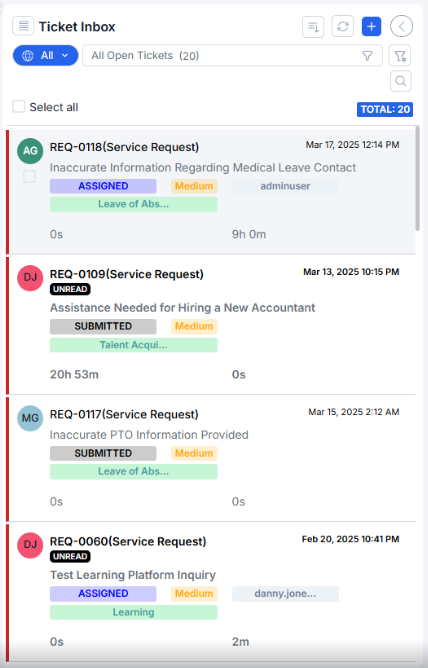 Ticket Inbox
All
All Open Tickets (20)
Select all
TOTAL: 20
AG
REQ-0118(Service Request)
Mar 17, 2025 12:14 PM
Inaccurate Information Regarding Medical Leave Contact
ASSIGNED
Medium
adminuser
Leave of Abs...
0s
9h 0m
DJ
REQ-0109(Service Request)
Mar 13, 2025 10:15 PM
UNREAD
Assistance Needed for Hiring a New Accountant
SUBMITTED
Medium
Talent Acqui...
20h 53m
0s
MG
REQ-0117(Service Request)
Mar 15, 2025 2:12 AM
Inaccurate PTO Information Provided
SUBMITTED
Medium
Leave of Abs...
0s
0s
DJ
REQ-0060(Service Request)
Feb 20, 2025 10:41 PM
UNREAD
Test Learning Platform Inquiry
ASSIGNED
Medium
danny.jone...
Learning
0s
2m